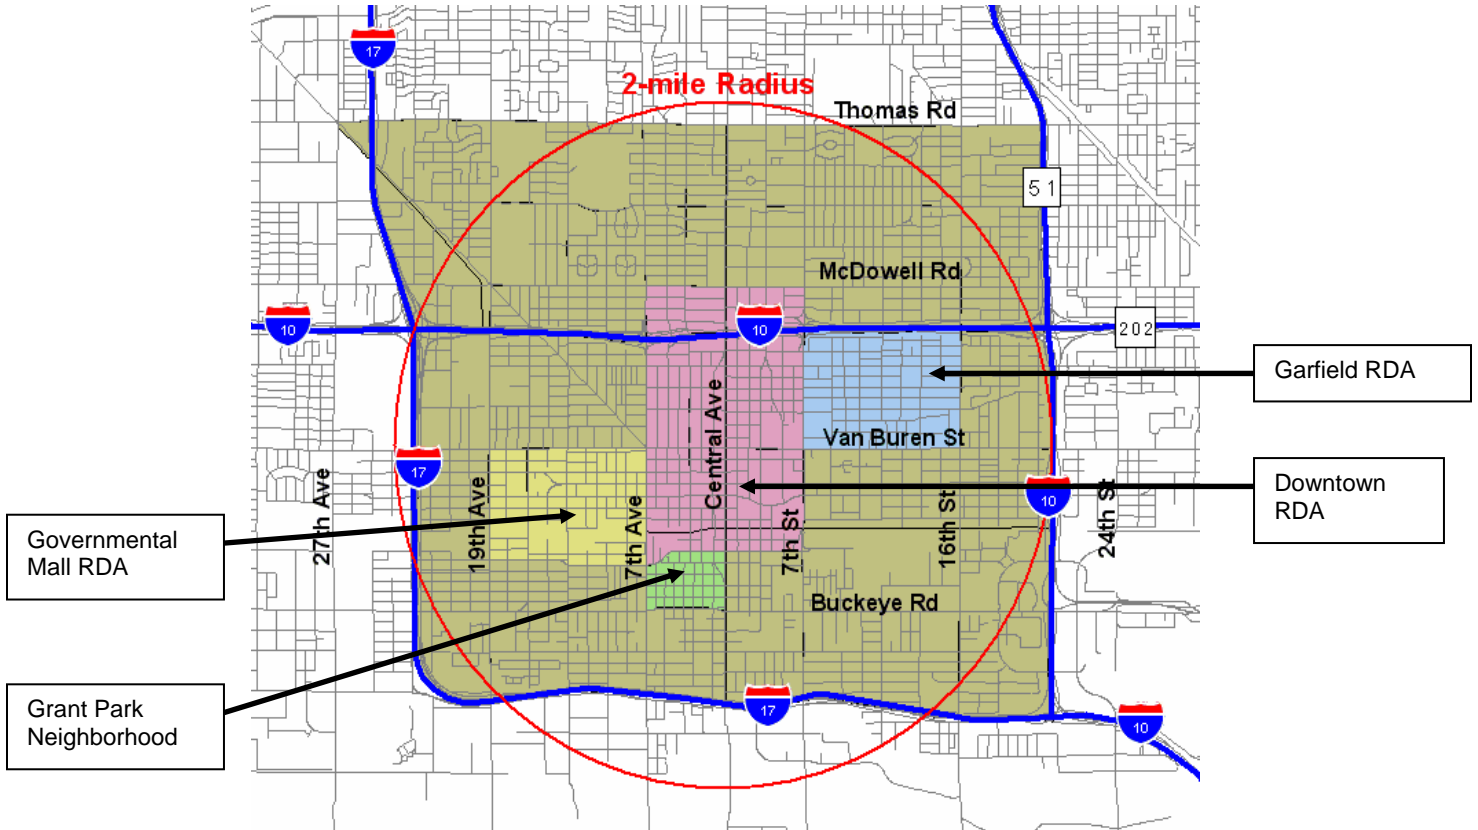 17
2-mile Radius
Thomas Rd
51
McDowell Rd
10
10
202
Garfield RDA
Central Ave
Van Buren St
17
27th Ave
19th Ave
7th Ave
7th St
16th St
10
24th St
Downtown
RDA
Governmental
Mall RDA
Buckeye Rd
Grant Park
Neighborhood
17
10